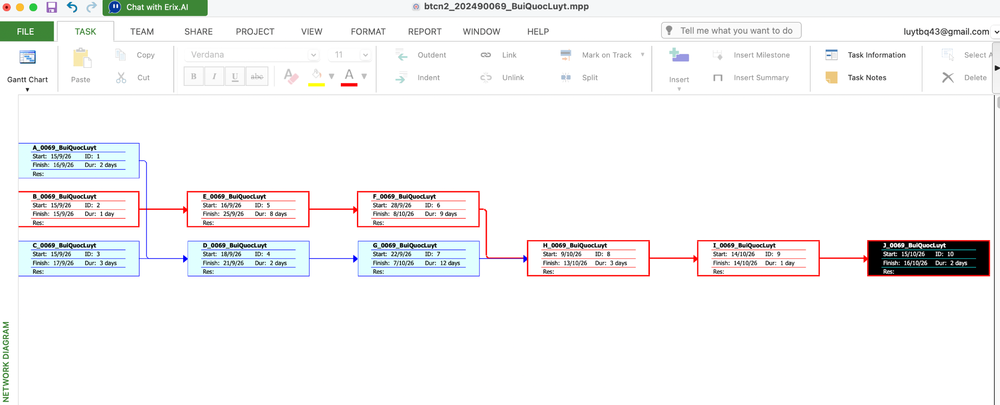 Chat with Erix.AI
btcn2_202490069_BuiQuocLuyt.mpp
FILE TASK TEAM SHARE PROJECT VIEW FORMAT REPORT WINDOW HELP Tell me what you want to do luytbq43@gmail.com
Gantt Chart
Paste
Copy
Cut
Verdana 11
B I U abc A A
Outdent
Indent
Link
Unlink
Mark on Track
Split
Insert
Insert Milestone
Insert Summary
Task Information
Task Notes
Select A
Delete
NETWORK DIAGRAM
A_0069_BuiQuocLuyt
Start: 15/9/26 ID: 1
Finish: 16/9/26 Dur: 2 days
Res:
B_0069_BuiQuocLuyt
Start: 15/9/26 ID: 2
Finish: 15/9/26 Dur: 1 day
Res:
E_0069_BuiQuocLuyt
Start: 16/9/26 ID: 5
Finish: 25/9/26 Dur: 8 days
Res:
F_0069_BuiQuocLuyt
Start: 28/9/26 ID: 6
Finish: 8/10/26 Dur: 9 days
Res:
C_0069_BuiQuocLuyt
Start: 15/9/26 ID: 3
Finish: 17/9/26 Dur: 3 days
Res:
D_0069_BuiQuocLuyt
Start: 18/9/26 ID: 4
Finish: 21/9/26 Dur: 2 days
Res:
G_0069_BuiQuocLuyt
Start: 22/9/26 ID: 7
Finish: 7/10/26 Dur: 12 days
Res:
H_0069_BuiQuocLuyt
Start: 9/10/26 ID: 8
Finish: 13/10/26 Dur: 3 days
Res:
I_0069_BuiQuocLuyt
Start: 14/10/26 ID: 9
Finish: 14/10/26 Dur: 1 day
Res:
J_0069_BuiQuocLuyt
Start: 15/10/26 ID: 10
Finish: 16/10/26 Dur: 2 days
Res: